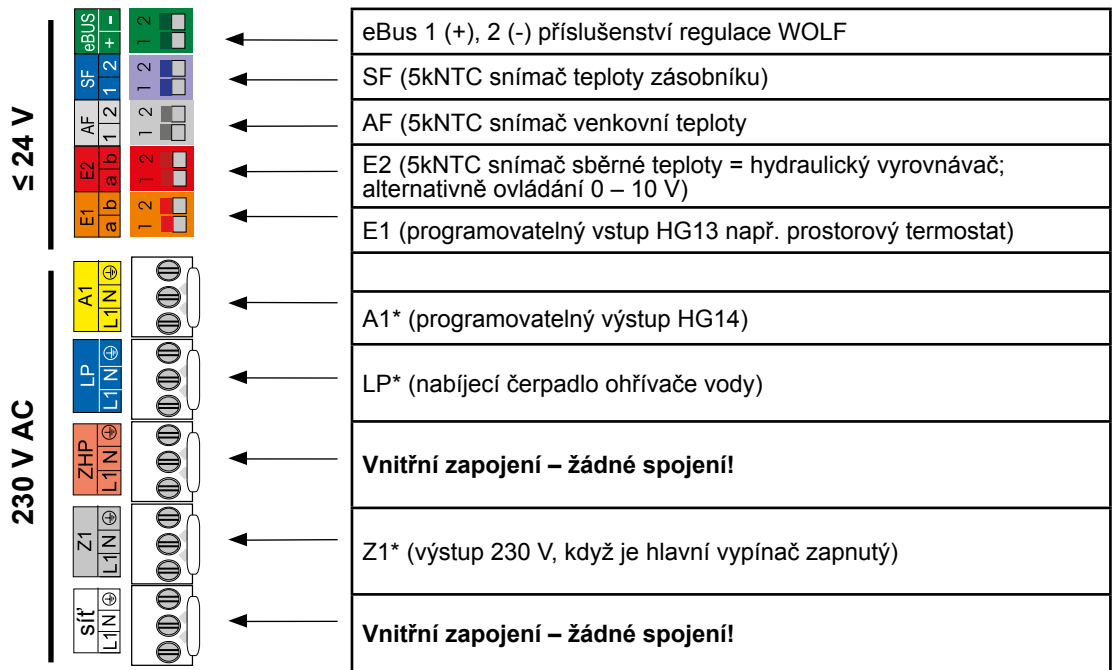 ≤ 24 V
eBUS
+ -
1 2
eBus 1 (+), 2 (-) příslušenství regulace WOLF
SF
1 2
1 2
SF (5kNTC snímač teploty zásobníku)
AF
1 2
1 2
AF (5kNTC snímač venkovní teploty
E2
a b
1 2
E2 (5kNTC snímač sběrné teploty = hydraulický vyrovnávač;
alternativně ovládání 0 – 10 V)
E1
a b
1 2
E1 (programovatelný vstup HG13 např. prostorový termostat)
230 V AC
A1
L1 N
A1* (programovatelný výstup HG14)
LP
L1 N
LP* (nabíjecí čerpadlo ohřívače vody)
ZHP
L1 N
Vnitřní zapojení – žádné spojení!
Z1
L1 N
Z1* (výstup 230 V, když je hlavní vypínač zapnutý)
síť
L1 N
Vnitřní zapojení – žádné spojení!